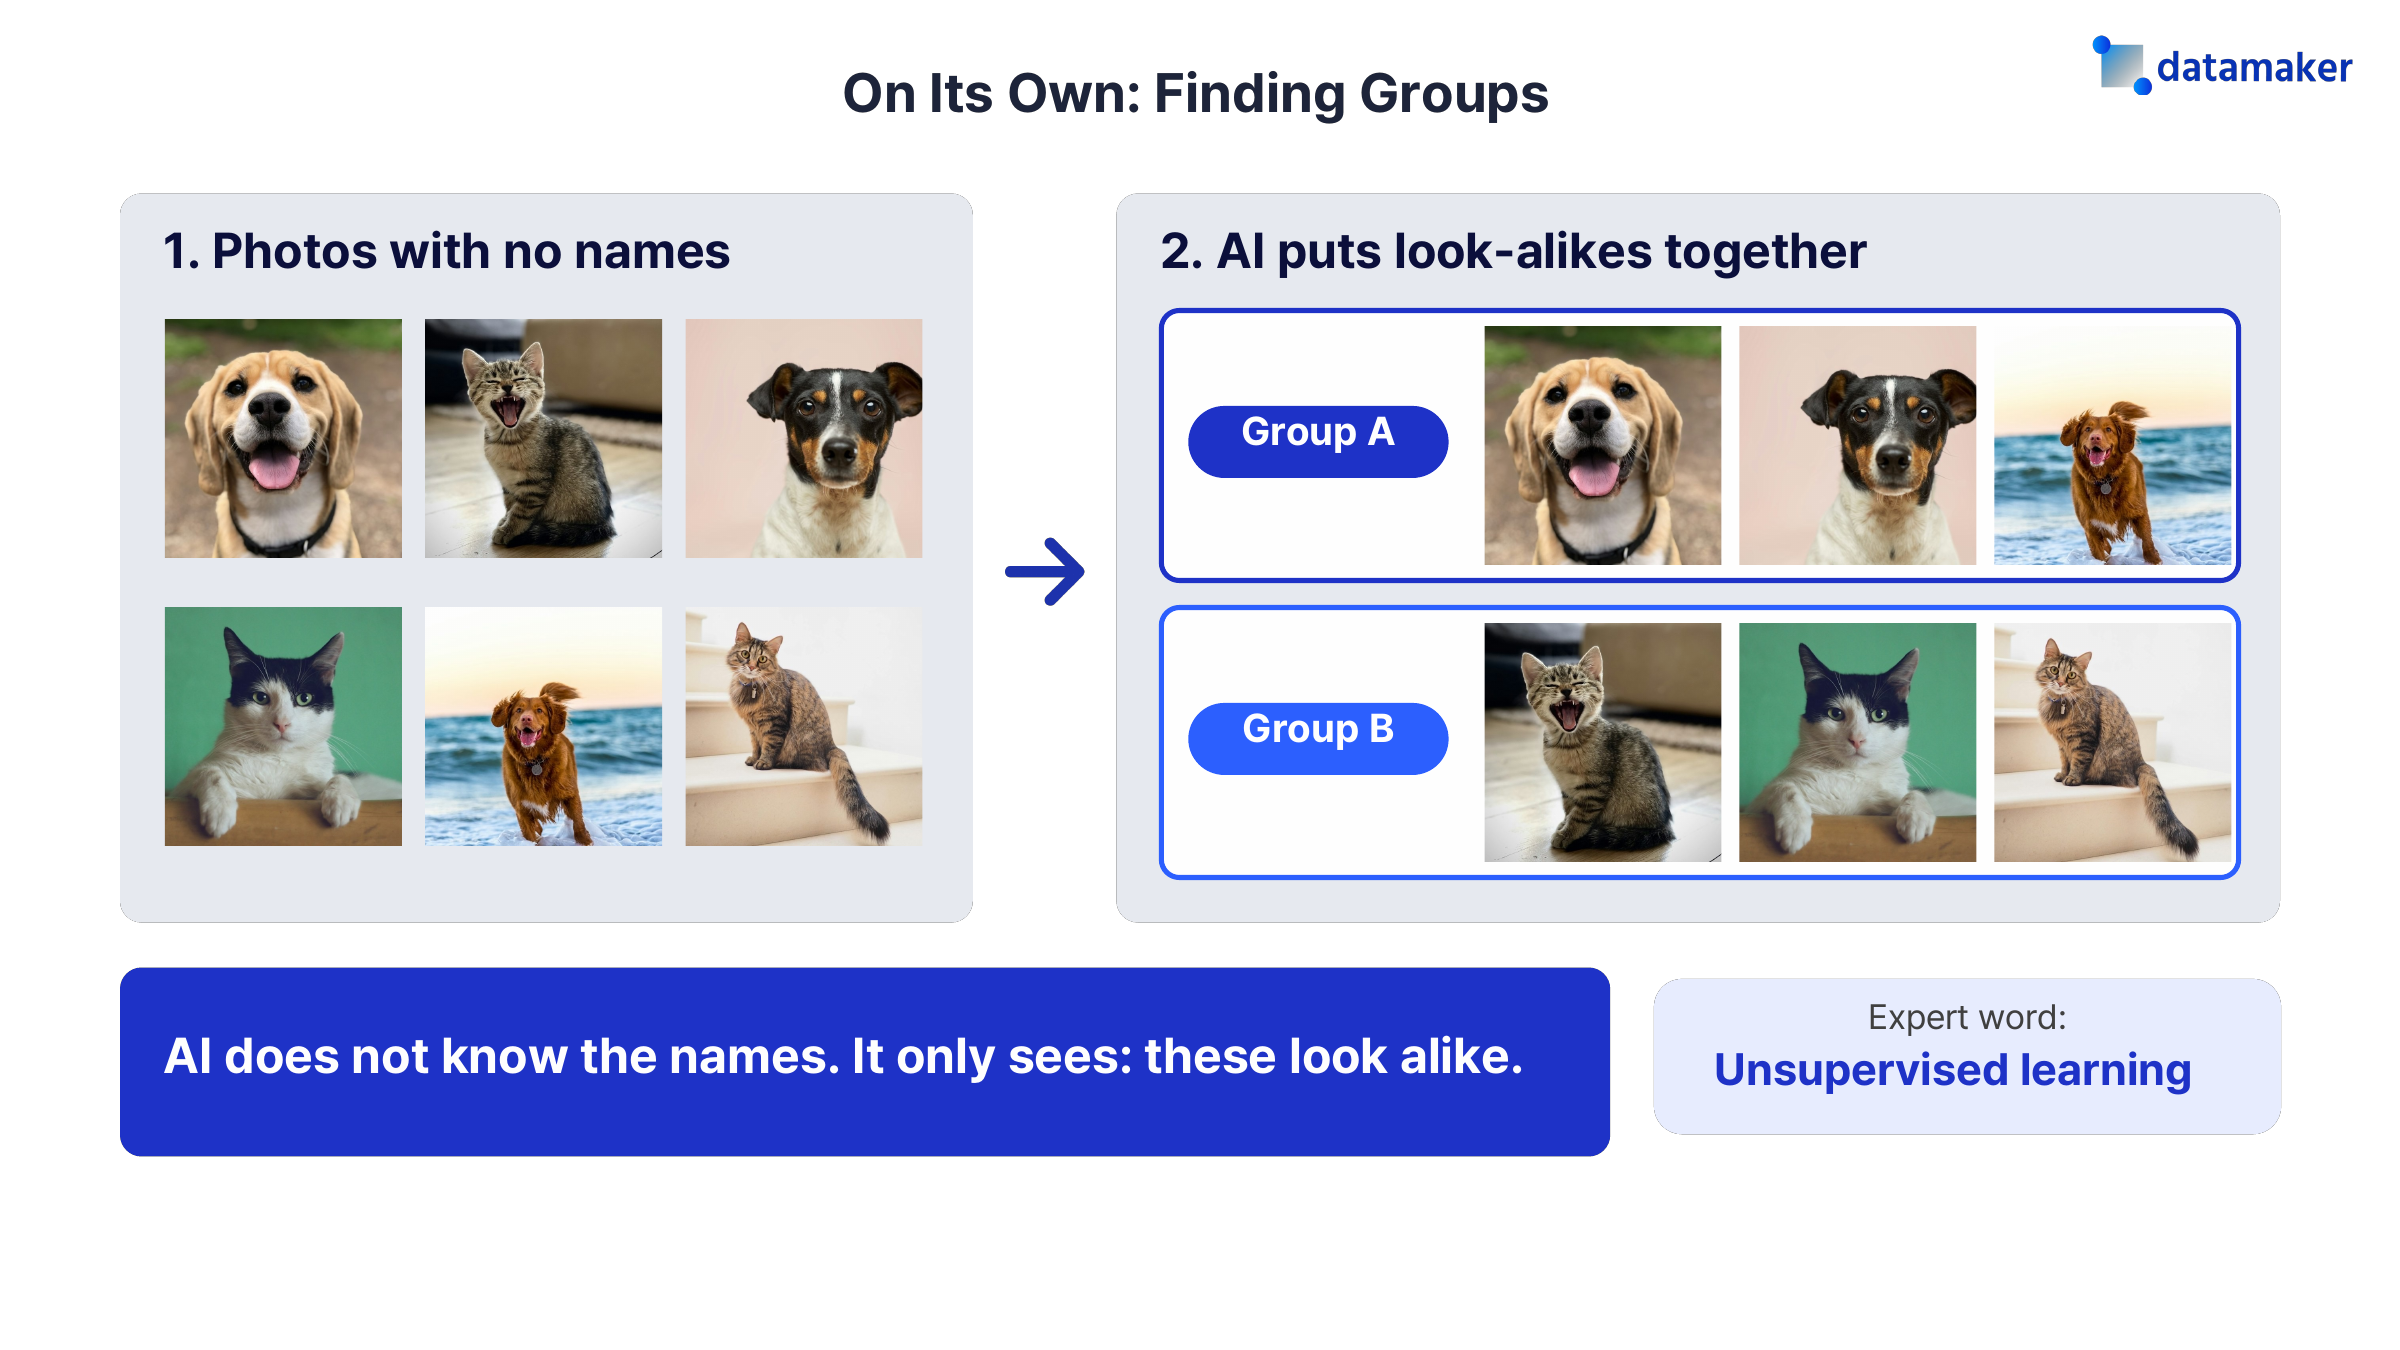 On Its Own: Finding Groups
datamaker
1. Photos with no names
2. AI puts look-alikes together
Group A
Group B
AI does not know the names. It only sees: these look alike.
Expert word:
Unsupervised learning